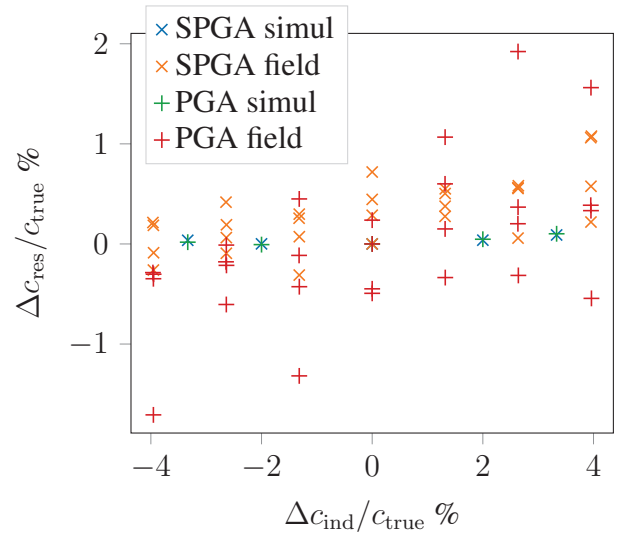 SPGA simul
SPGA field
PGA simul
PGA field
2
1
0
−1
Δc_res/c_true %
−4
−2
0
2
4
Δc_ind/c_true %